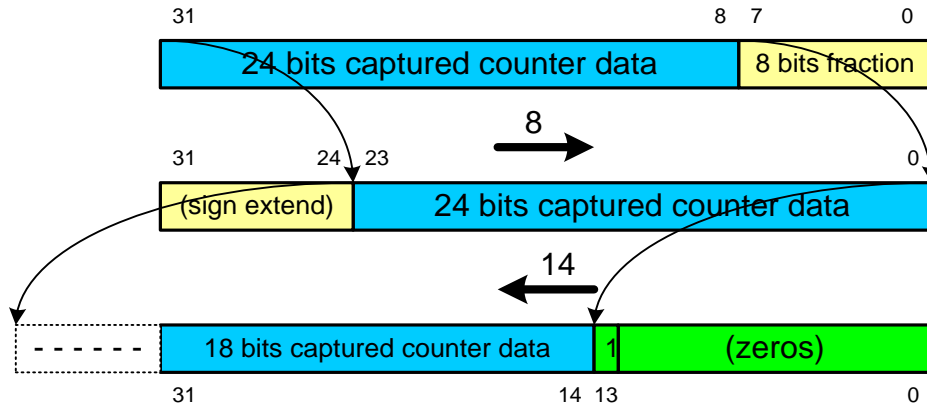 31 8 7 0
24 bits captured counter data 8 bits fraction
8
31 24 23 0
(sign extend) 24 bits captured counter data
14
- - - - - - 18 bits captured counter data 1 (zeros)
31 14 13 0